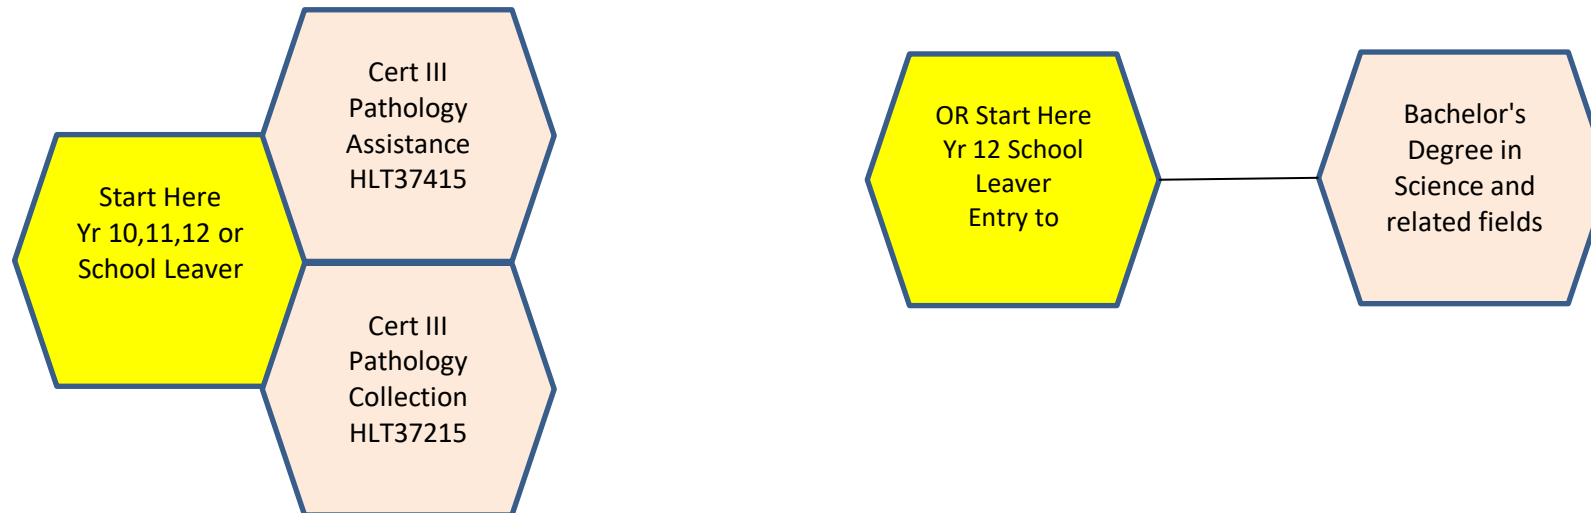 Start Here
Yr 10,11,12 or
School Leaver
Cert III
Pathology
Assistance
HLT37415
Cert III
Pathology
Collection
HLT37215
OR Start Here
Yr 12 School
Leaver
Entry to
Bachelor's
Degree in
Science and
related fields